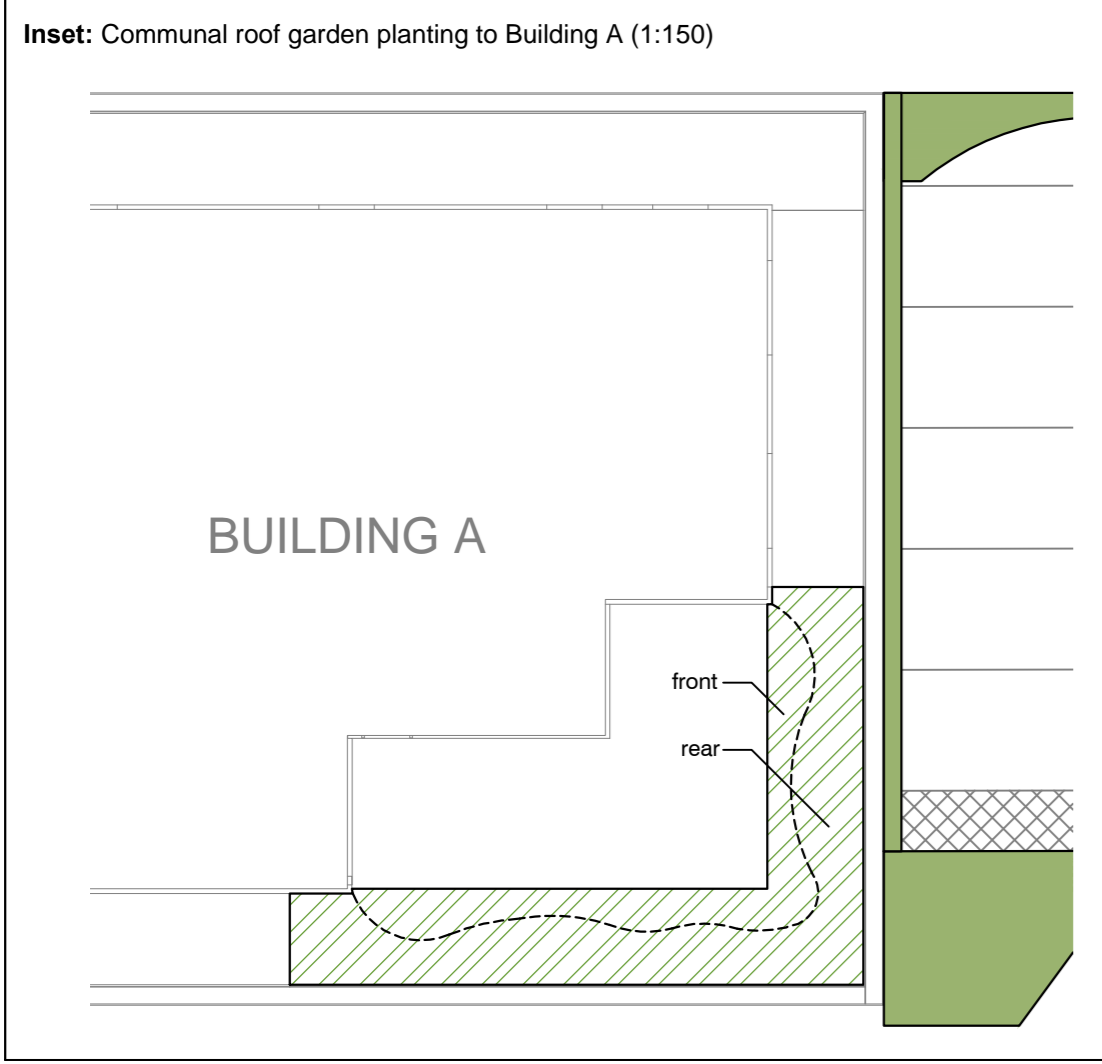 Inset: Communal roof garden planting to Building A (1:150)
BUILDING A
front
rear